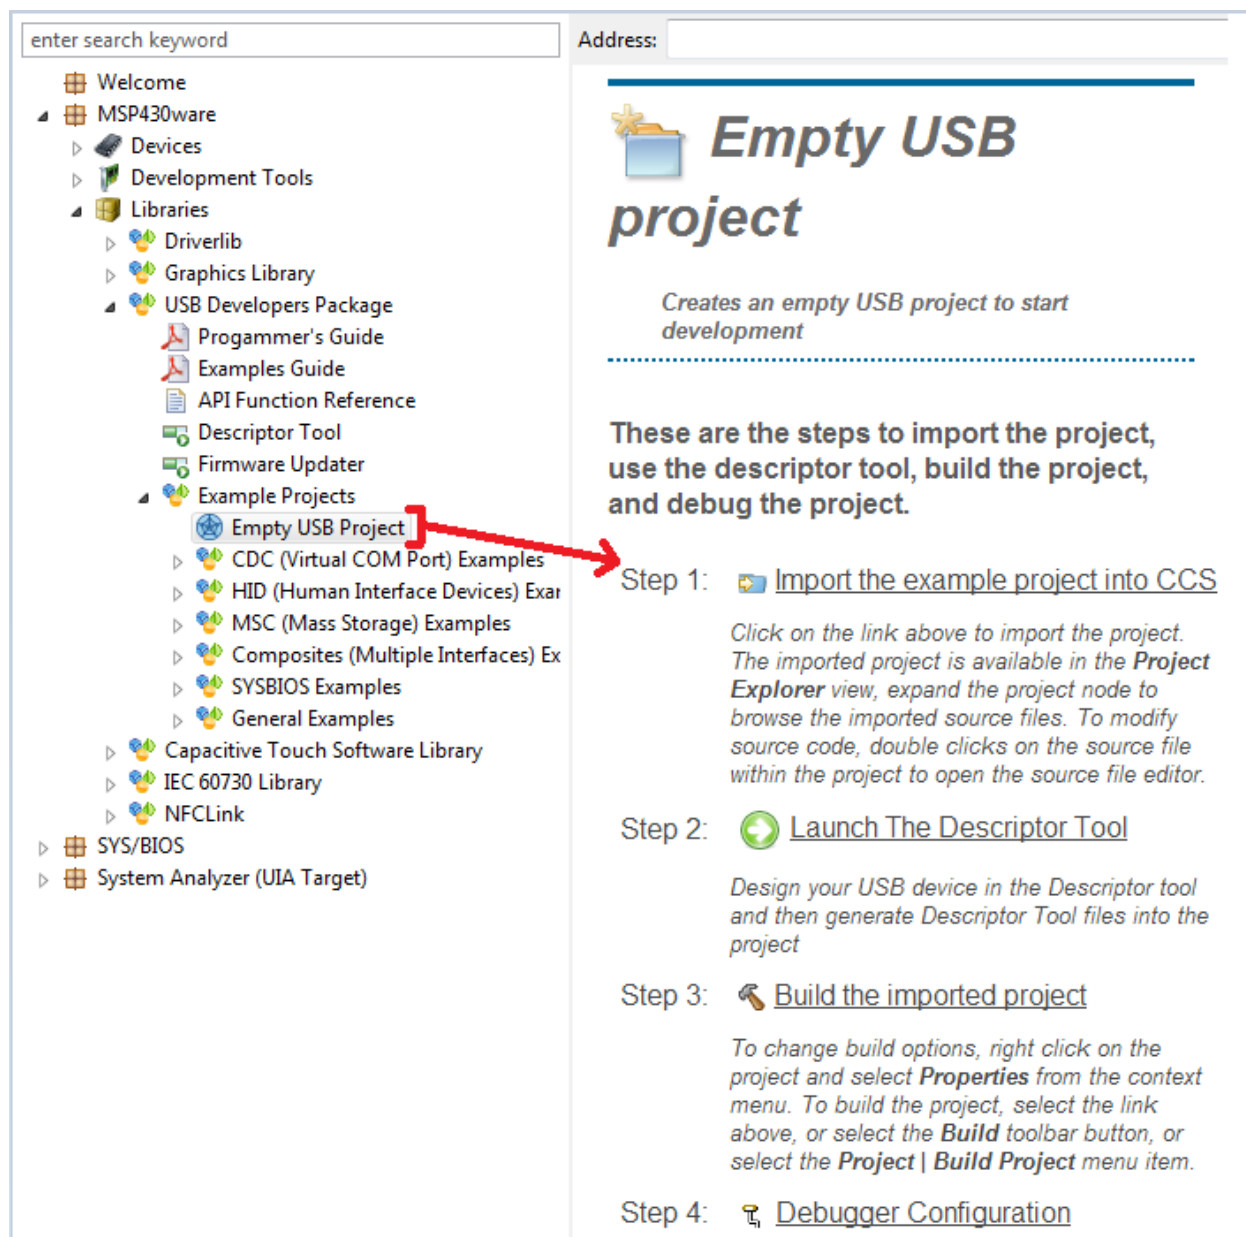 enter search keyword
Welcome
MSP430ware
Devices
Development Tools
Libraries
Driverlib
Graphics Library
USB Developers Package
Progammer's Guide
Examples Guide
API Function Reference
Descriptor Tool
Firmware Updater
Example Projects
Empty USB Project
CDC (Virtual COM Port) Examples
HID (Human Interface Devices) Exar
MSC (Mass Storage) Examples
Composites (Multiple Interfaces) Ex
SYSBIOS Examples
General Examples
Capacitive Touch Software Library
IEC 60730 Library
NFCLink
SYS/BIOS
System Analyzer (UIA Target)
Address:
Empty USB
project
Creates an empty USB project to start
development
These are the steps to import the project,
use the descriptor tool, build the project,
and debug the project.
Step 1: Import the example project into CCS
Click on the link above to import the project.
The imported project is available in the Project
Explorer view, expand the project node to
browse the imported source files. To modify
source code, double clicks on the source file
within the project to open the source file editor.
Step 2: Launch The Descriptor Tool
Design your USB device in the Descriptor tool
and then generate Descriptor Tool files into the
project
Step 3: Build the imported project
To change build options, right click on the
project and select Properties from the context
menu. To build the project, select the link
above, or select the Build toolbar button, or
select the Project | Build Project menu item.
Step 4: Debugger Configuration